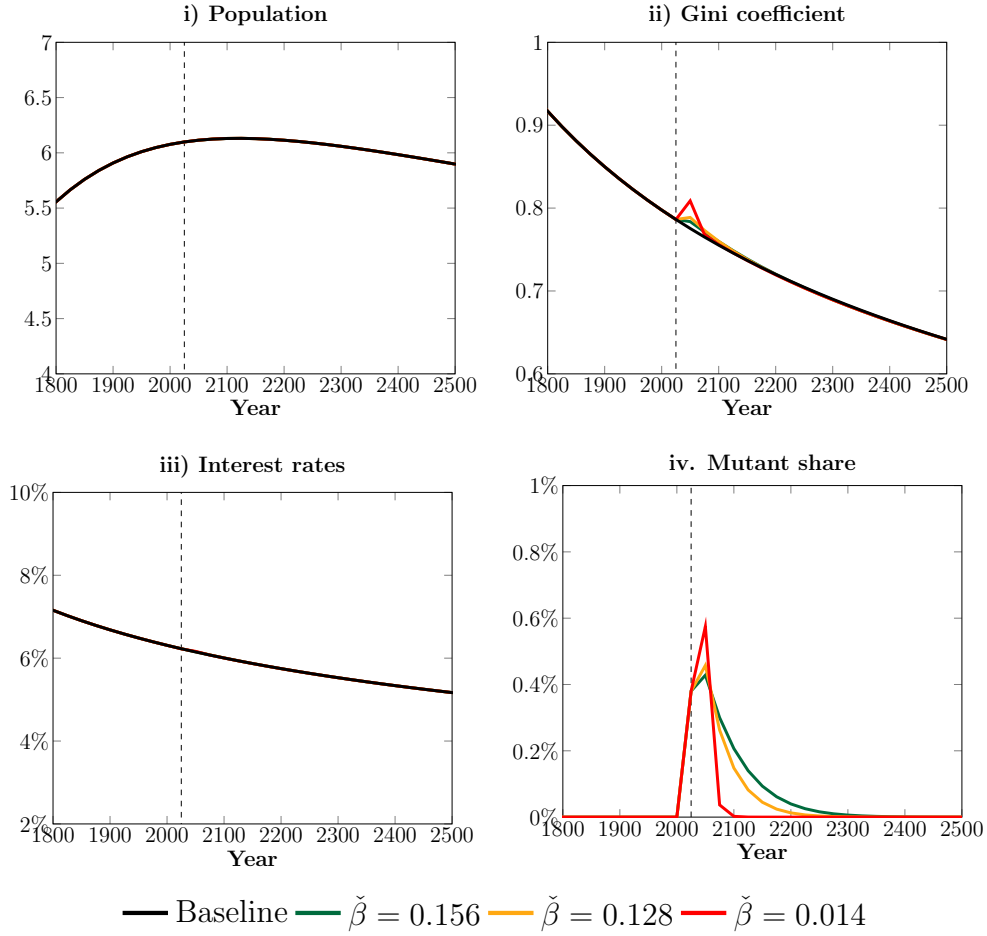 i) Population
7
6.5
6
5.5
5
4.5
4
1800 1900 2000 2100 2200 2300 2400 2500
Year
ii) Gini coefficient
1
0.9
0.8
0.7
0.6
1800 1900 2000 2100 2200 2300 2400 2500
Year
iii) Interest rates
10%
8%
6%
4%
2%
1800 1900 2000 2100 2200 2300 2400 2500
Year
iv. Mutant share
1%
0.8%
0.6%
0.4%
0.2%
0%
1800 1900 2000 2100 2200 2300 2400 2500
Year
Baseline β̌ = 0.156 β̌ = 0.128 β̌ = 0.014